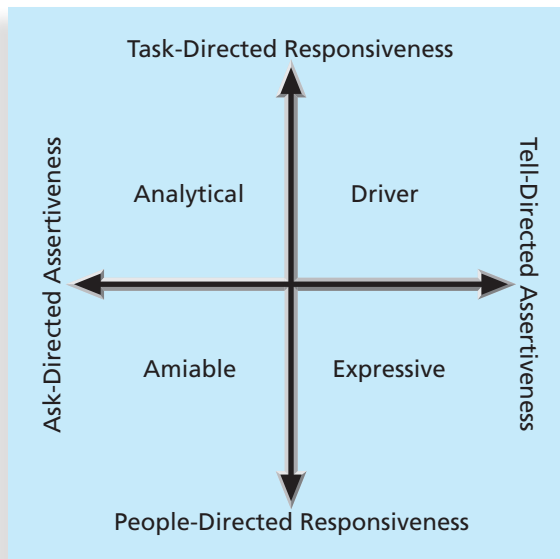 Task-Directed Responsiveness
Ask-Directed Assertiveness
Tell-Directed Assertiveness
Analytical
Driver
Amiable
Expressive
People-Directed Responsiveness